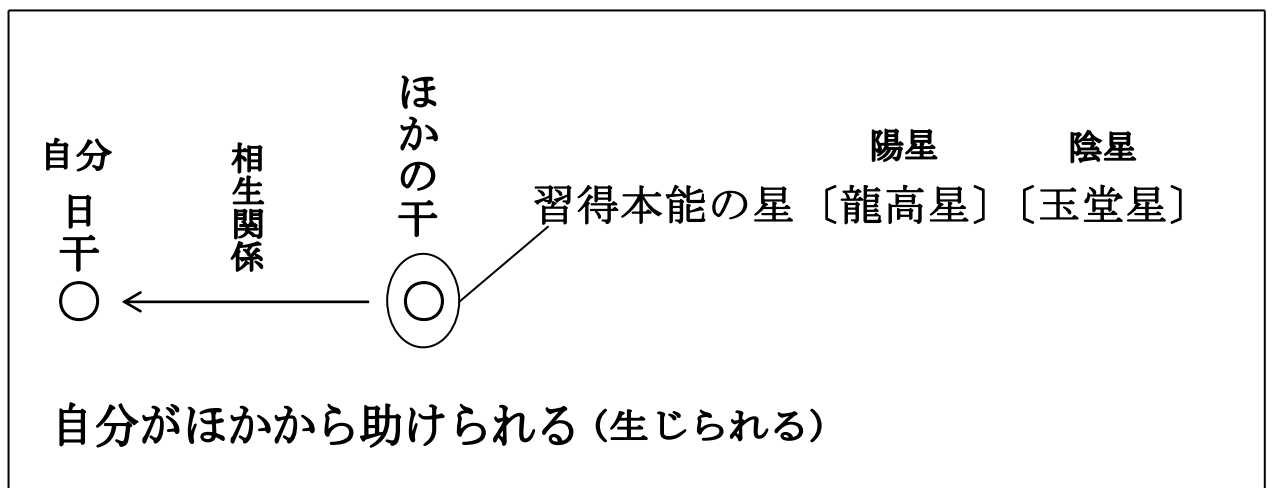 自分
日干
相生関係
ほかの干
陽星
陰星
習得本能の星〔龍高星〕〔玉堂星〕
自分がほかから助けられる（生じられる）